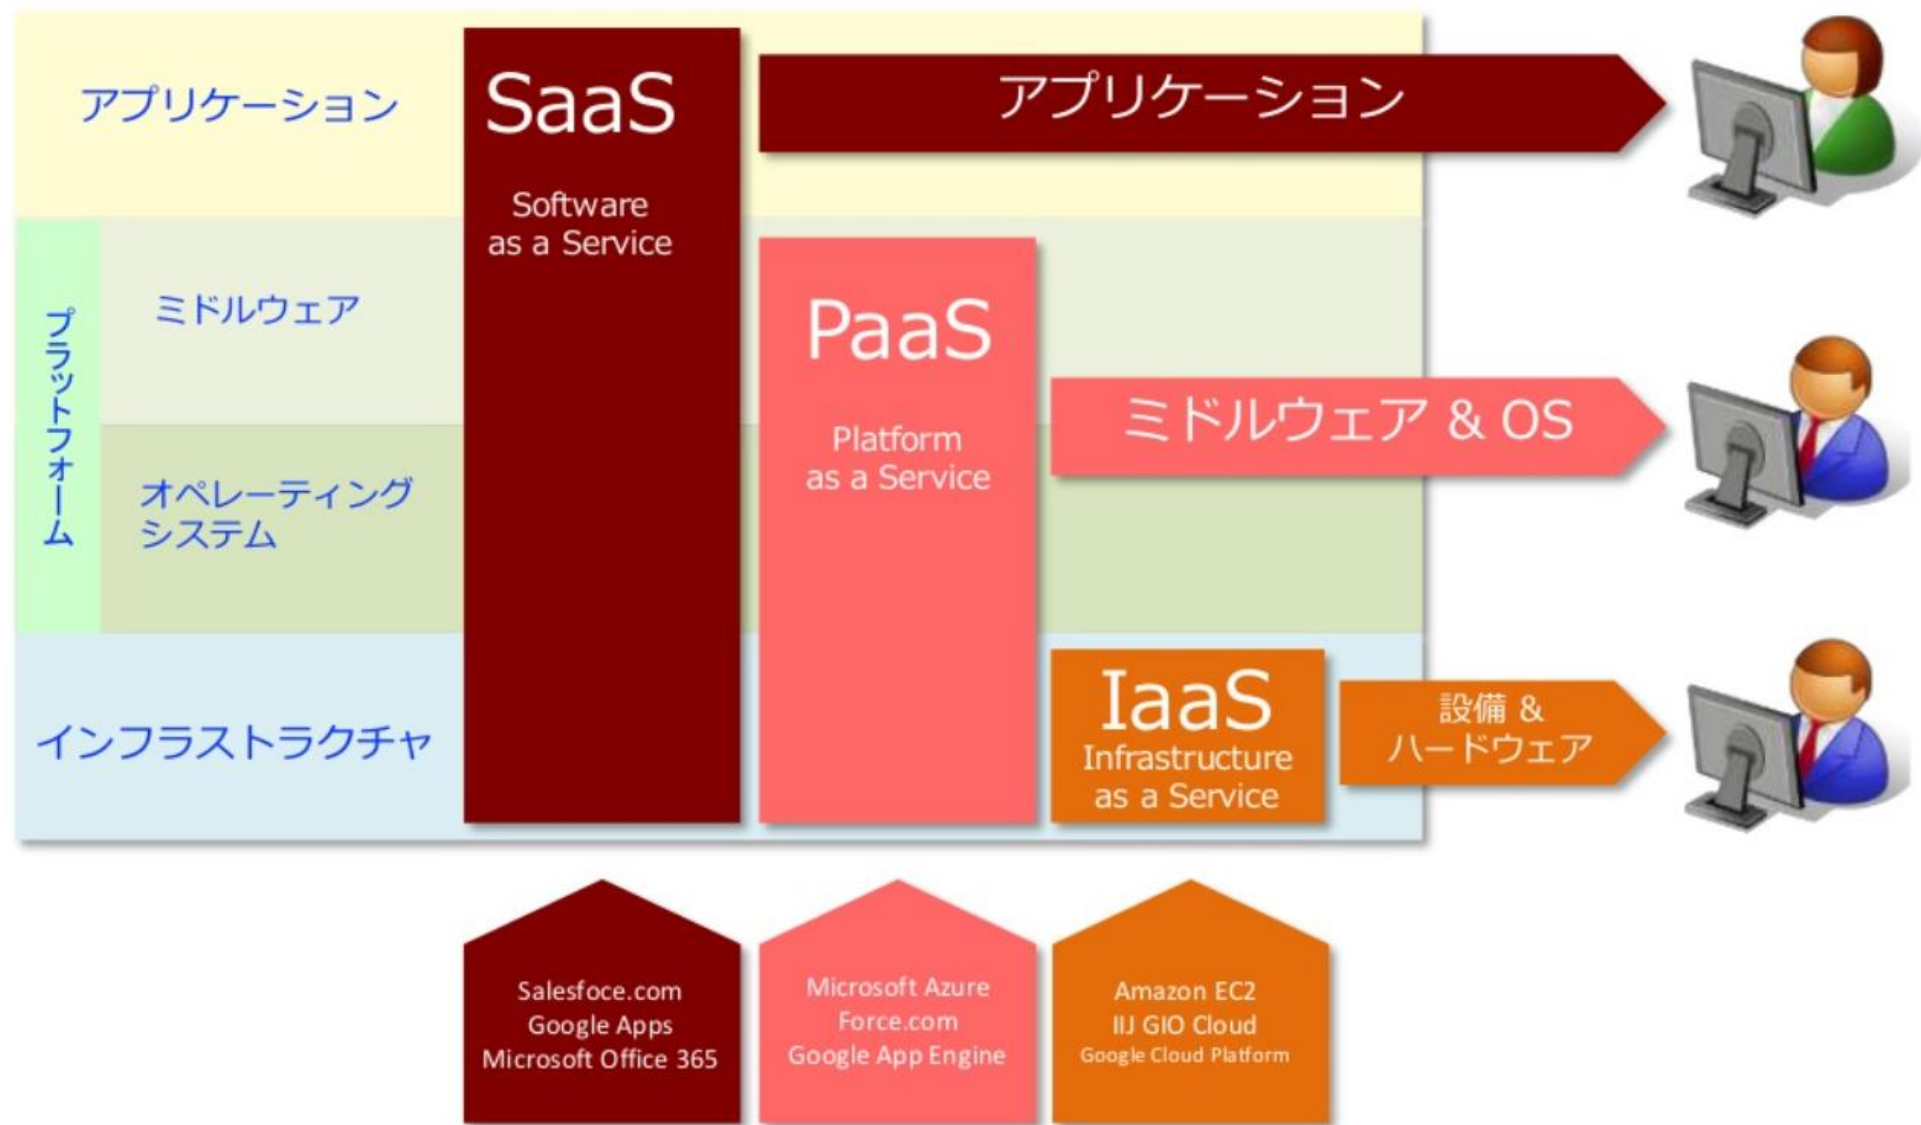 アプリケーション
SaaS
Software
as a Service
アプリケーション
プラットフォーム
ミドルウェア
PaaS
Platform
as a Service
ミドルウェア & OS
オペレーティング
システム
インフラストラクチャ
IaaS
Infrastructure
as a Service
設備 &
ハードウェア
Salesfoce.com
Google Apps
Microsoft Office 365
Microsoft Azure
Force.com
Google App Engine
Amazon EC2
IIJ GIO Cloud
Google Cloud Platform